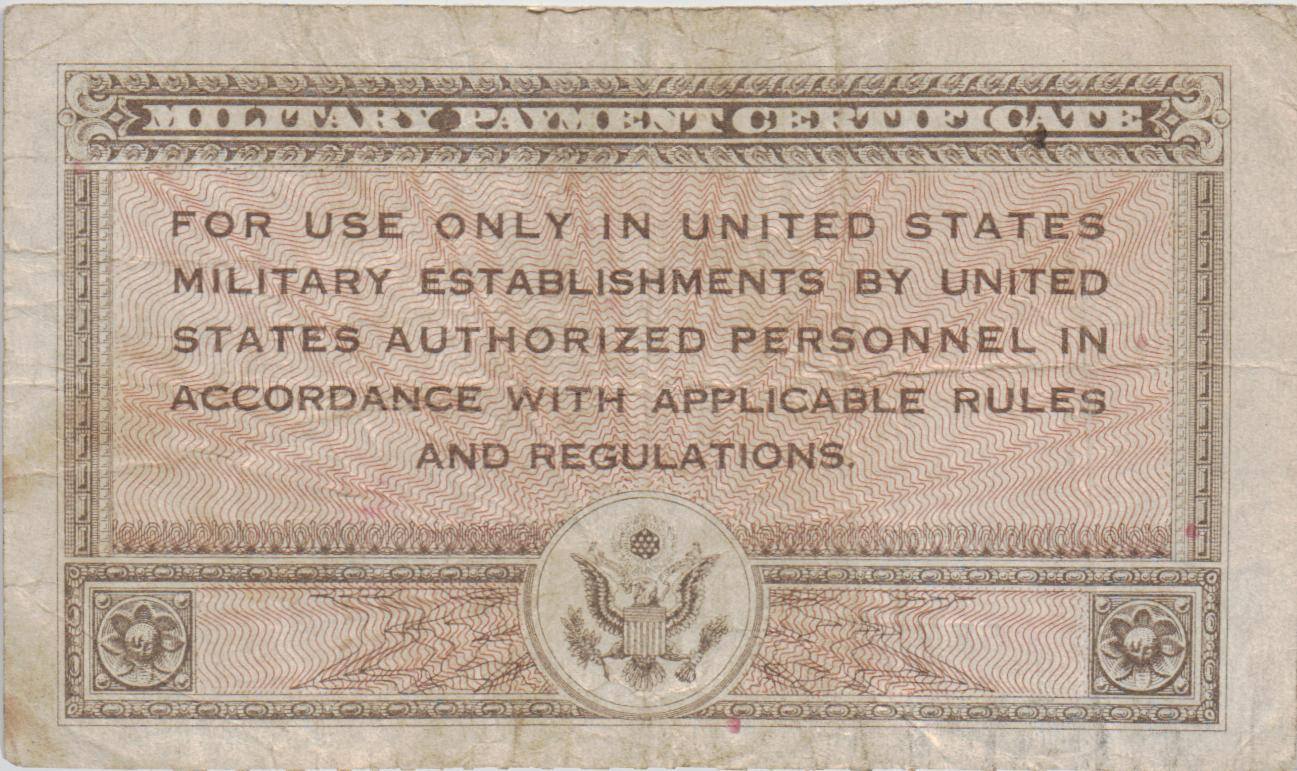 MILITARY PAYMENT CERTIFICATE
FOR USE ONLY IN UNITED STATES
MILITARY ESTABLISHMENTS BY UNITED
STATES AUTHORIZED PERSONNEL IN
ACCORDANCE WITH APPLICABLE RULES
AND REGULATIONS.